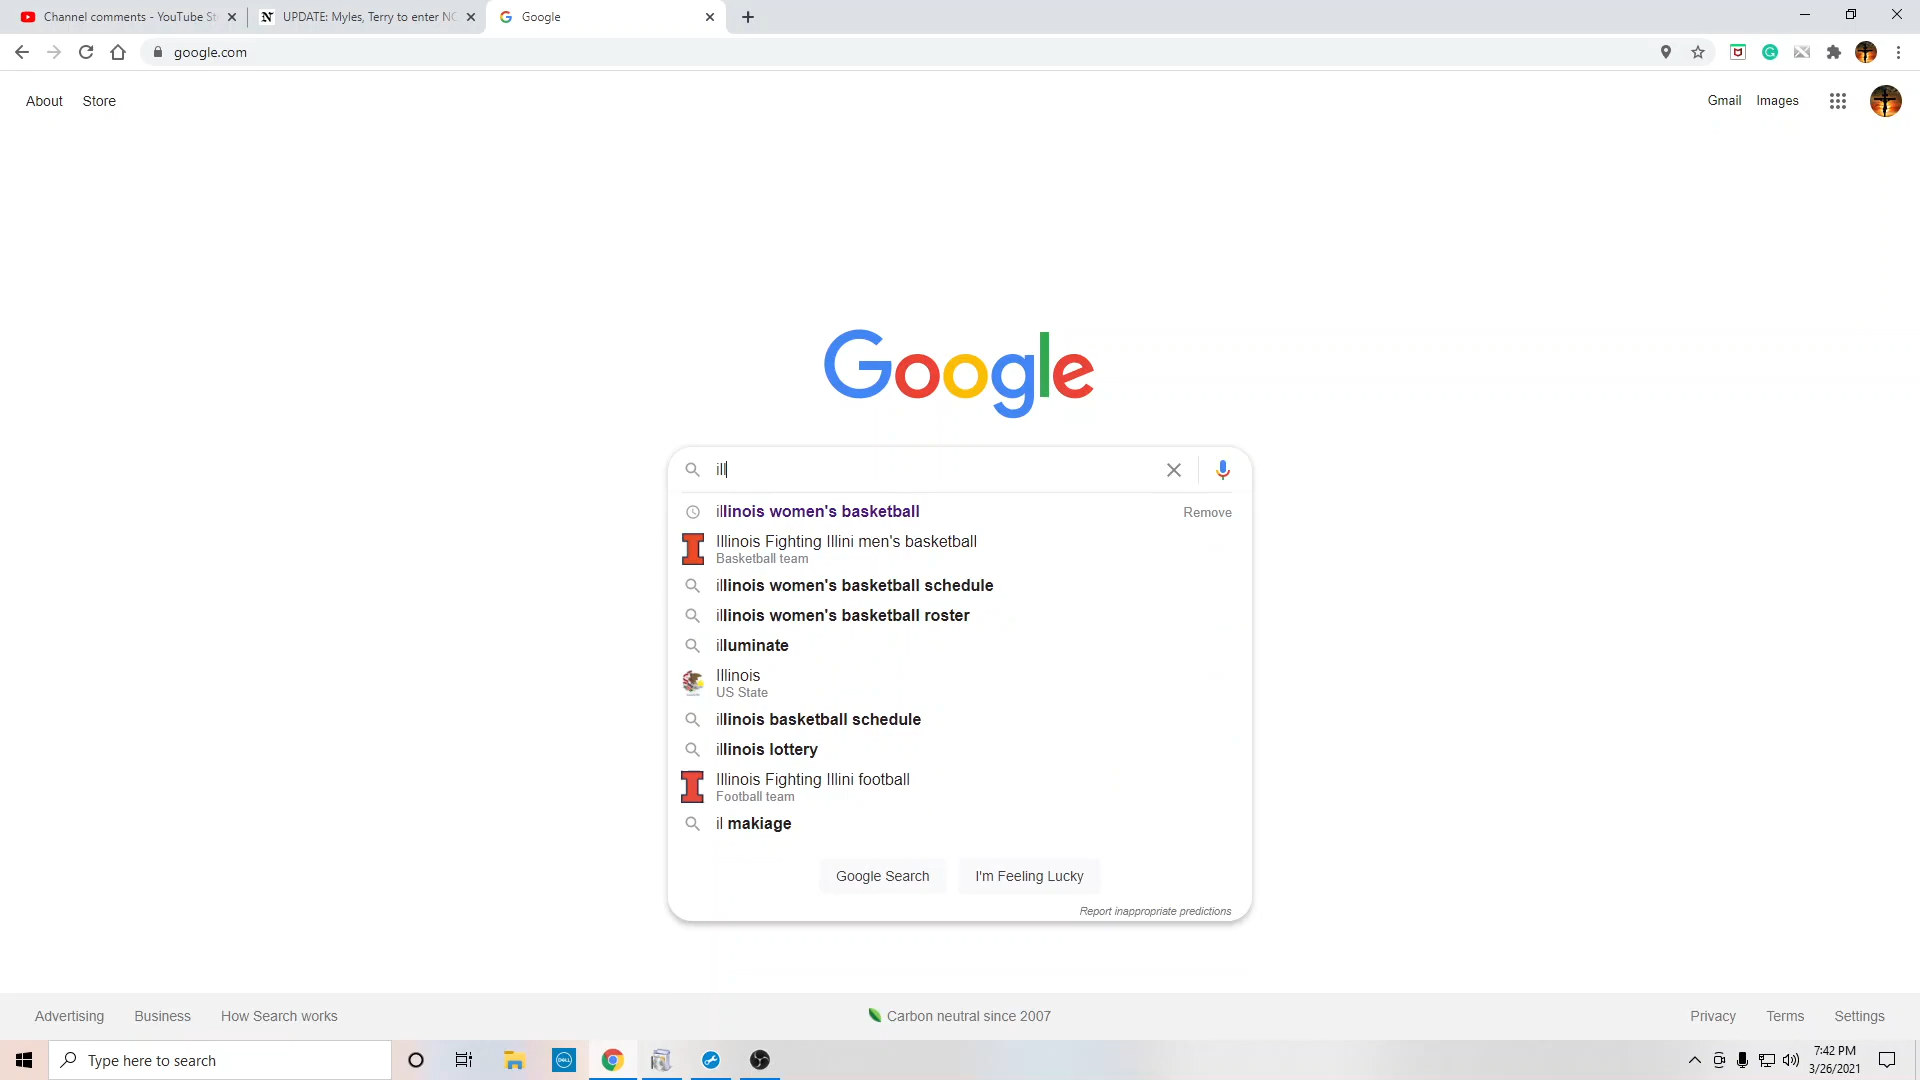 Channel comments - YouTube St
UPDATE: Myles, Terry to enter NC
Google
google.com
About
Store
Gmail
Images
Google
ill
illinois women's basketball
Remove
Illinois Fighting Illini men's basketball
Basketball team
illinois women's basketball schedule
illinois women's basketball roster
illuminate
Illinois
US State
illinois basketball schedule
illinois lottery
Illinois Fighting Illini football
Football team
il makiage
Google Search
I'm Feeling Lucky
Report inappropriate predictions
Advertising
Business
How Search works
Carbon neutral since 2007
Privacy
Terms
Settings
Type here to search
DELL
7:42 PM
3/26/2021